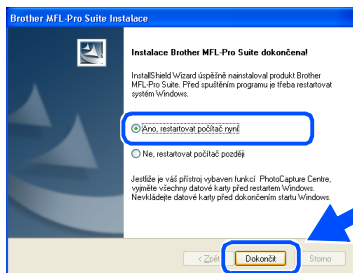 Brother MFL-Pro Suite Instalace
Instalace Brother MFL-Pro Suite dokončena!
InstallShield Wizard úspěšně nainstaloval produkt Brother
MFL-Pro Suite. Před spuštěním programu je třeba restartovat
systém Windows.
Ano, restartovat počítač nyní
Ne, restartovat počítač později
Jestliže je váš přístroj vybaven funkcí PhotoCapture Centre,
vyjměte všechny datové karty před restartem Windows.
Nevkládejte datové karty před dokončením startu Windows.
< Zpět Dokončit Storno